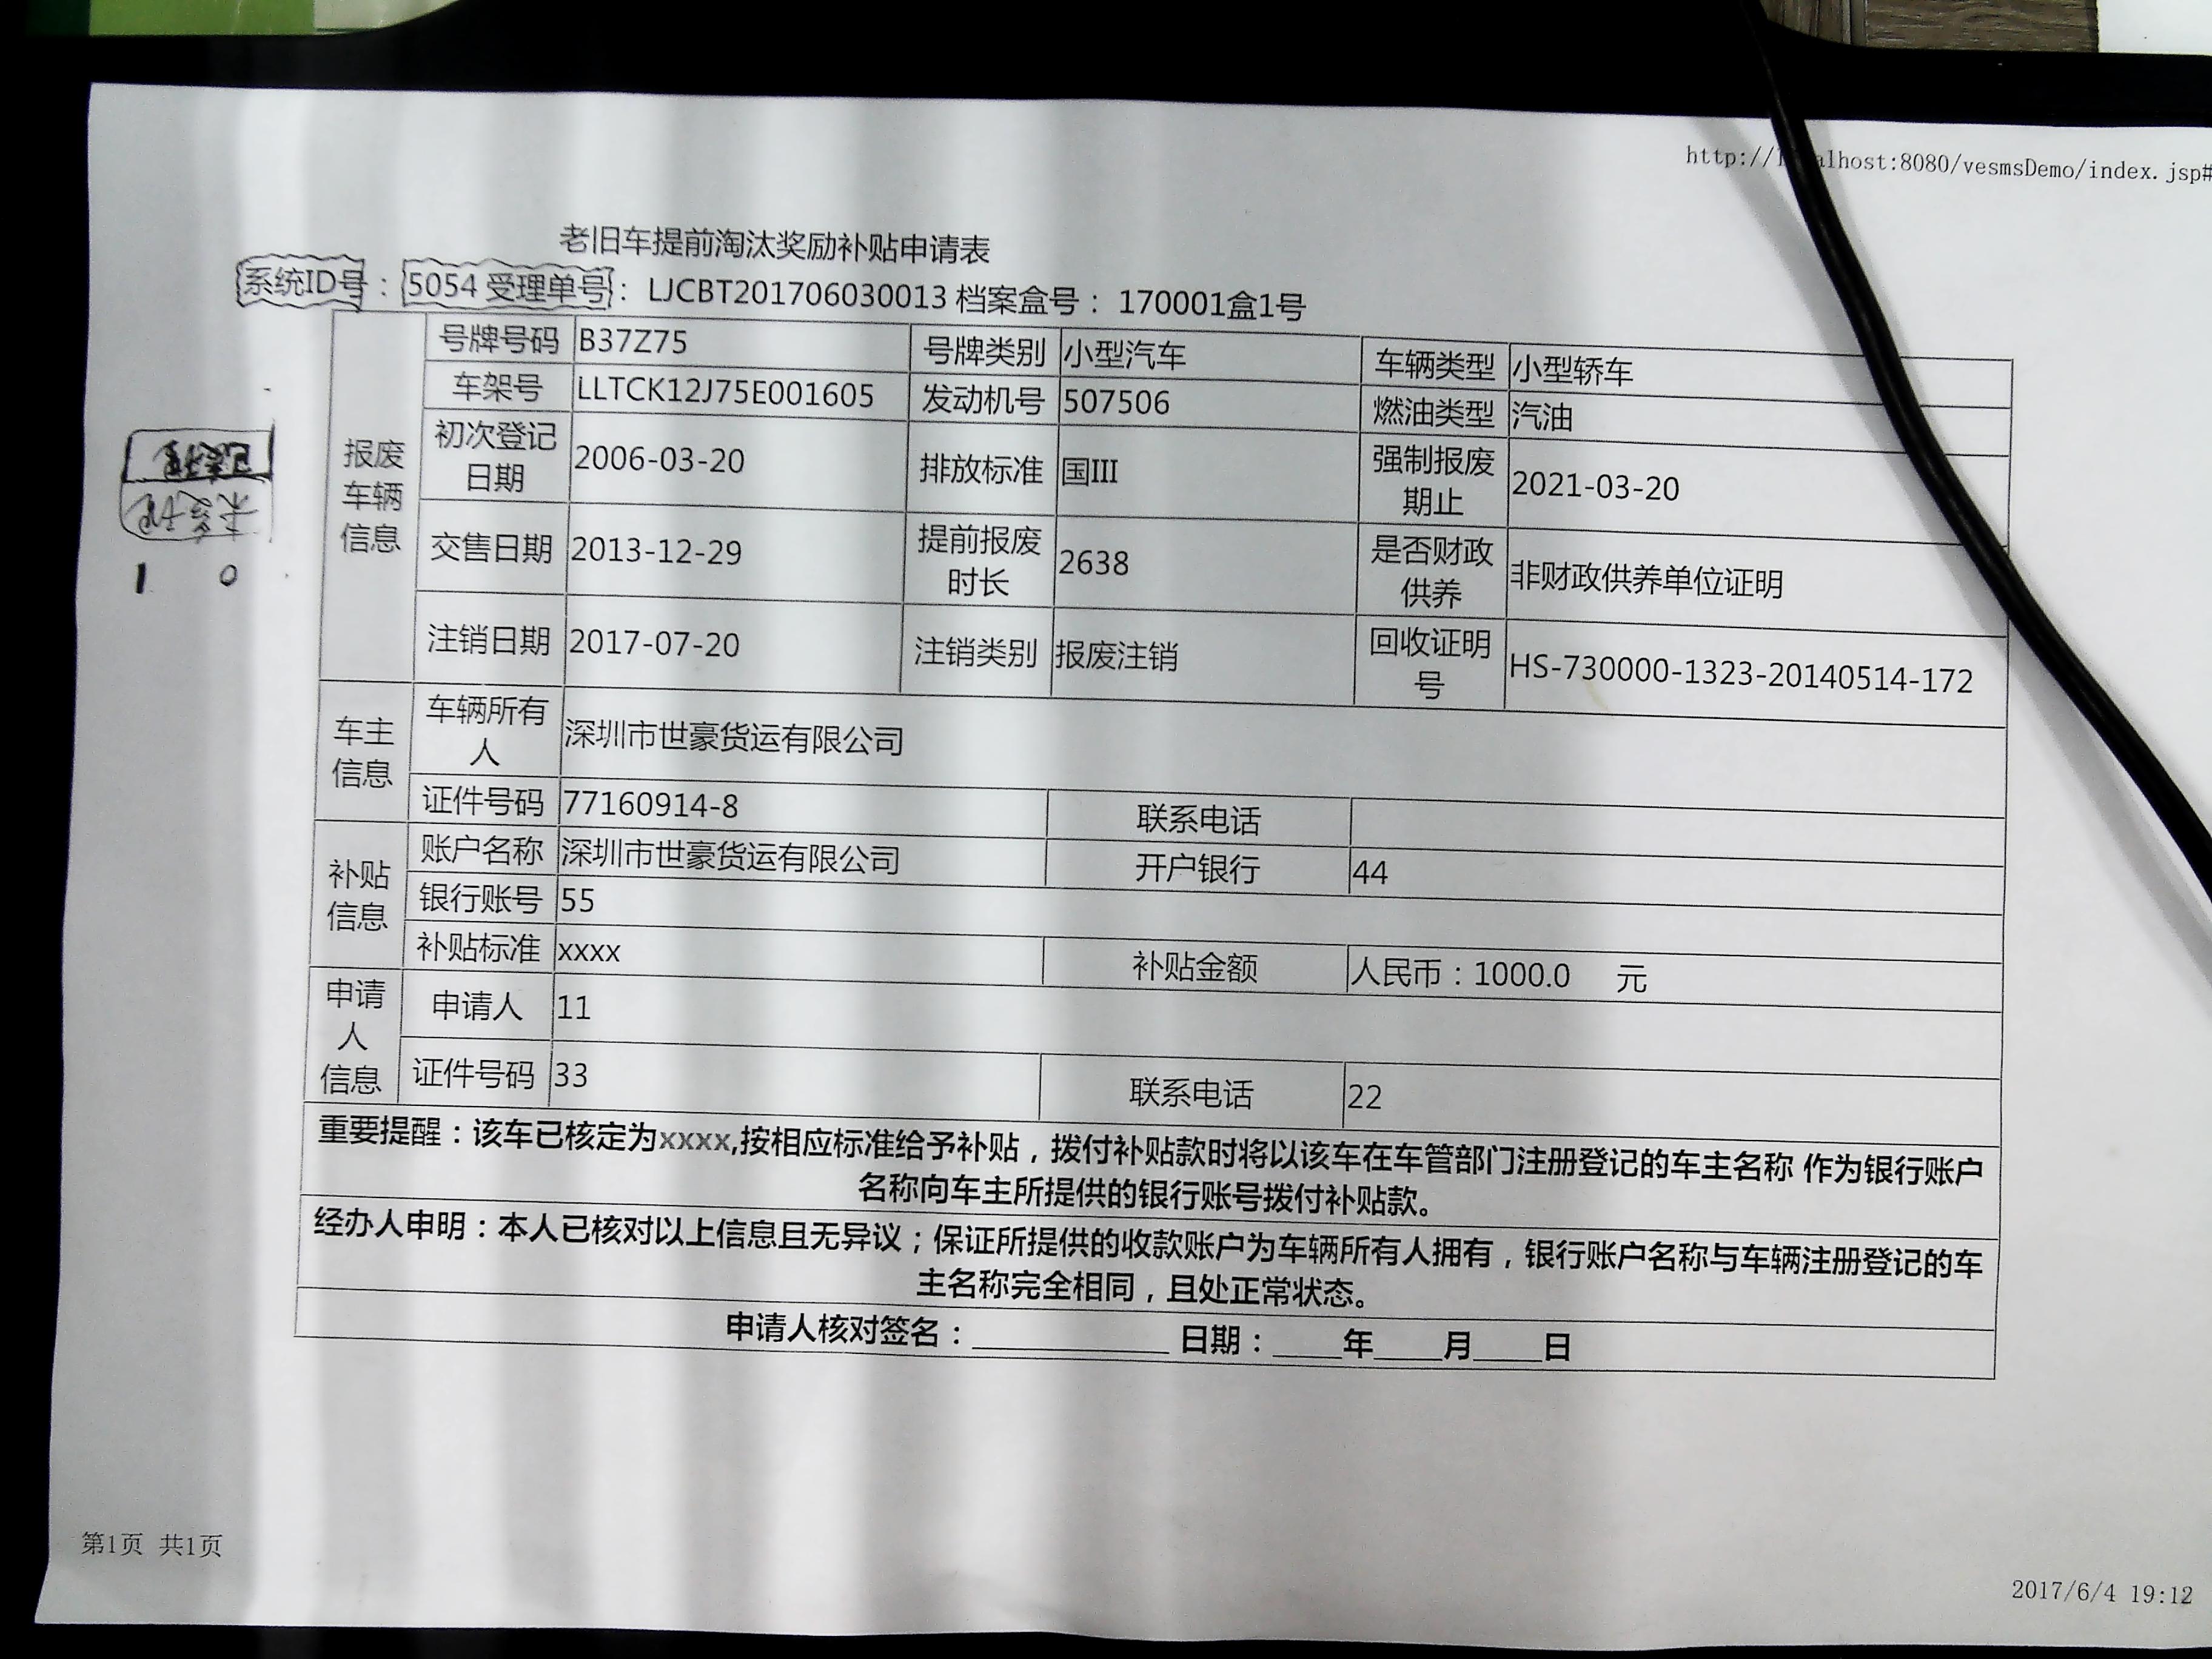 http://localhost:8080/vesmsDemo/index.jsp#
老旧车提前淘汰奖励补贴申请表
系统ID号：5054 受理单号：LJCBT201706030013 档案盒号：170001盒1号
报废车辆信息
号牌号码 B37Z75 号牌类别 小型汽车 车辆类型 小型轿车
车架号 LLTCK12J75E001605 发动机号 507506 燃油类型 汽油
初次登记日期 2006-03-20 排放标准 国III 强制报废期止 2021-03-20
交售日期 2013-12-29 提前报废时长 2638 是否财政供养 非财政供养单位证明
注销日期 2017-07-20 注销类别 报废注销 回收证明号 HS-730000-1323-20140514-172
车主信息
车辆所有人 深圳市世豪货运有限公司
证件号码 77160914-8 联系电话
补贴信息
账户名称 深圳市世豪货运有限公司 开户银行 44
银行账号 55
补贴标准 xxxx 补贴金额 人民币：1000.0 元
申请人信息
申请人 11
证件号码 33 联系电话 22
重要提醒：该车已核定为xxxx,按相应标准给予补贴，拨付补贴款时将以该车在车管部门注册登记的车主名称 作为银行账户
名称向车主所提供的银行账号拨付补贴款。
经办人申明：本人已核对以上信息且无异议；保证所提供的收款账户为车辆所有人拥有，银行账户名称与车辆注册登记的车
主名称完全相同，且处正常状态。
申请人核对签名：__________ 日期：____年____月____日
1 0
第1页 共1页
2017/6/4 19:12